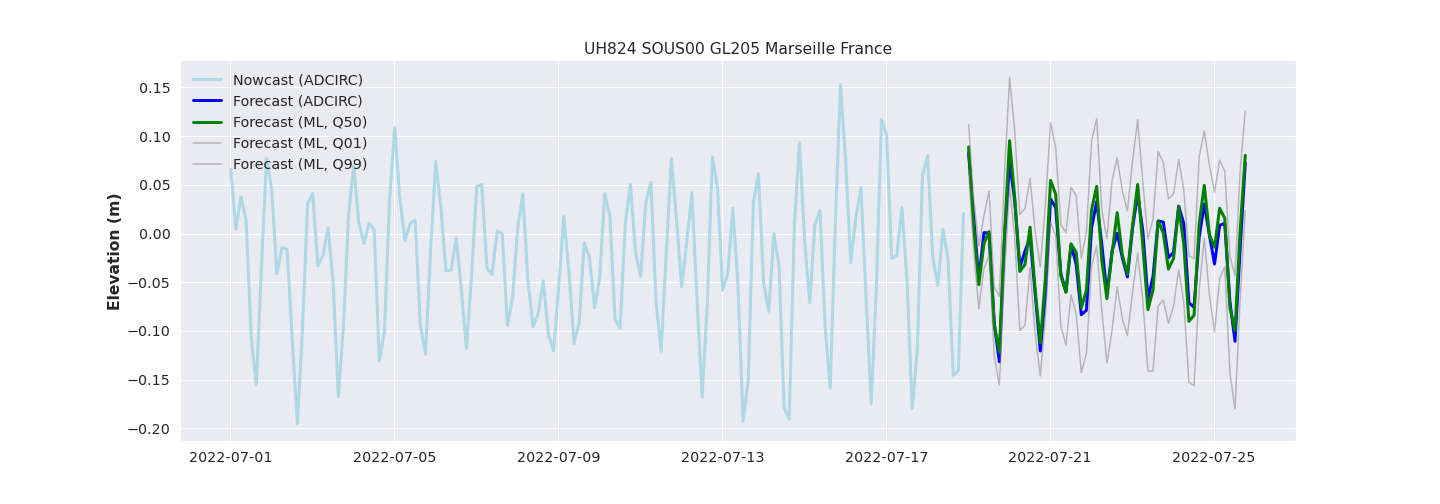 UH824 SOUS00 GL205 Marseille France
Nowcast (ADCIRC)
Forecast (ADCIRC)
Forecast (ML, Q50)
Forecast (ML, Q01)
Forecast (ML, Q99)
Elevation (m)
0.15
0.10
0.05
0.00
−0.05
−0.10
−0.15
−0.20
2022-07-01 2022-07-05 2022-07-09 2022-07-13 2022-07-17 2022-07-21 2022-07-25